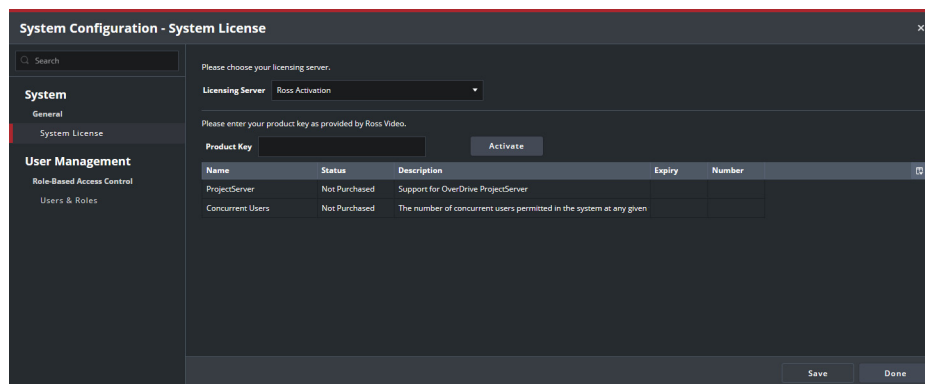 System Configuration - System License
Search
System
General
System License
User Management
Role-Based Access Control
Users & Roles
Please choose your licensing server.
Licensing Server Ross Activation
Please enter your product key as provided by Ross Video.
Product Key Activate
Name Status Description Expiry Number
ProjectServer Not Purchased Support for OverDrive ProjectServer
Concurrent Users Not Purchased The number of concurrent users permitted in the system at any given
Save Done